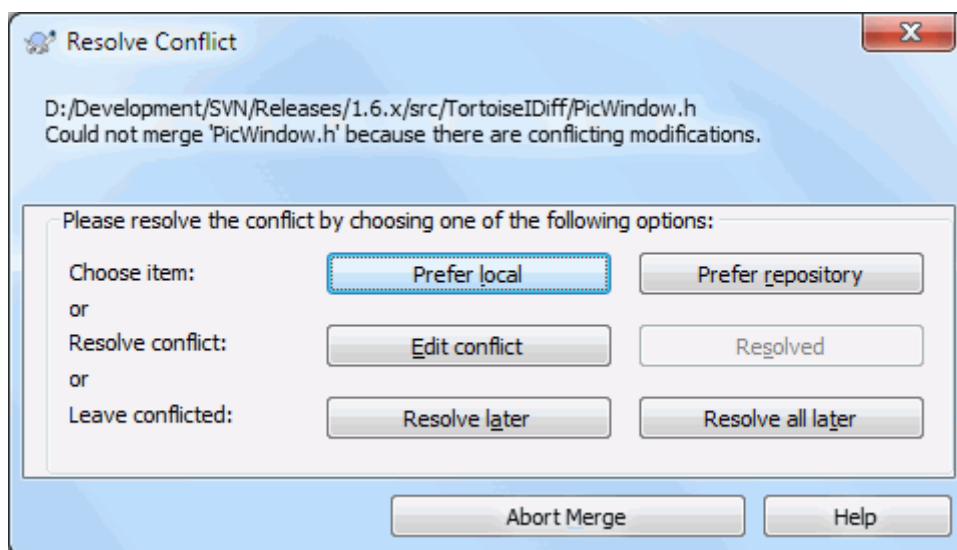 Resolve Conflict
D:/Development/SVN/Releases/1.6.x/src/TortoiseIDiff/PicWindow.h
Could not merge 'PicWindow.h' because there are conflicting modifications.
Please resolve the conflict by choosing one of the following options:
Choose item: Prefer local Prefer repository
or
Resolve conflict: Edit conflict Resolved
or
Leave conflicted: Resolve later Resolve all later
Abort Merge Help